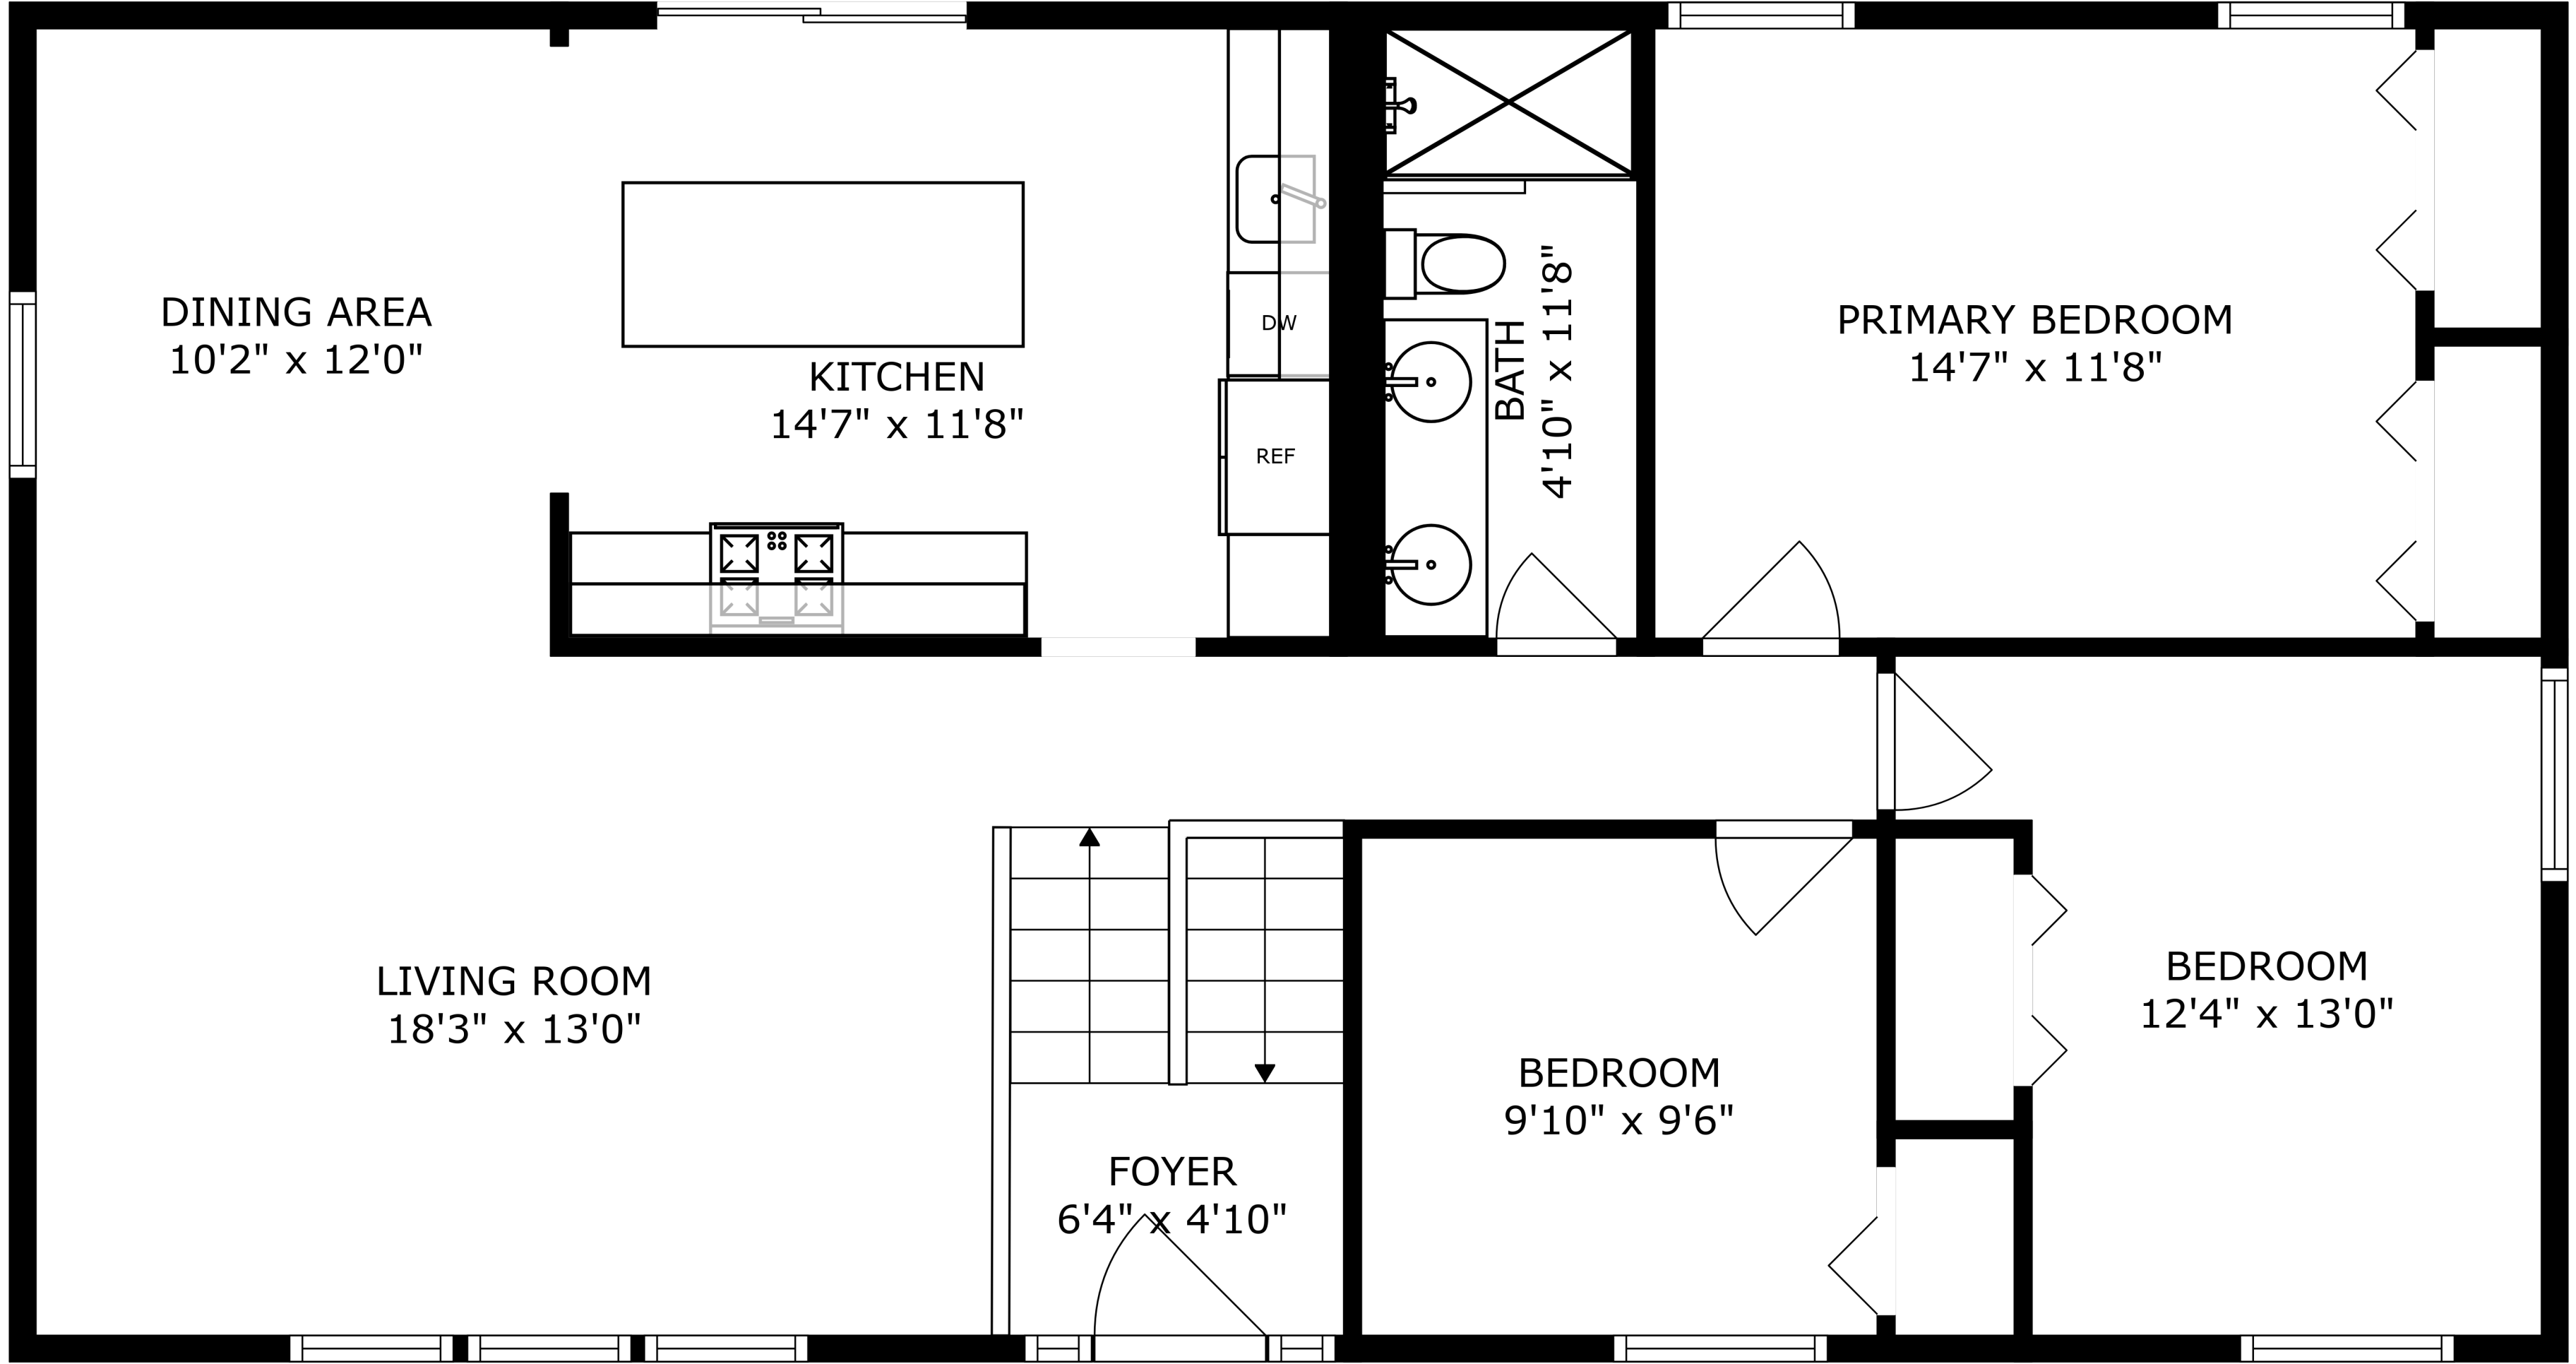 DINING AREA
10'2" x 12'0"
KITCHEN
14'7" x 11'8"
DW
REF
BATH
4'10" x 11'8"
PRIMARY BEDROOM
14'7" x 11'8"
LIVING ROOM
18'3" x 13'0"
FOYER
6'4" x 4'10"
BEDROOM
9'10" x 9'6"
BEDROOM
12'4" x 13'0"